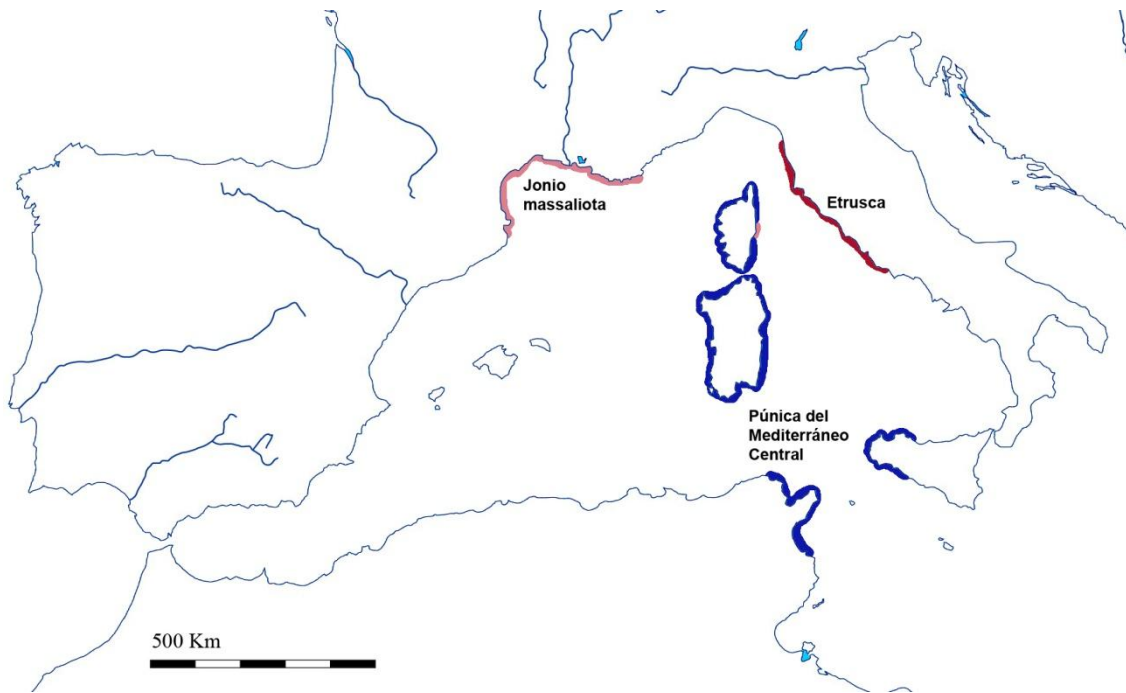 Jonio
massaliota
Etrusca
Púnica del
Mediterráneo
Central
500 Km